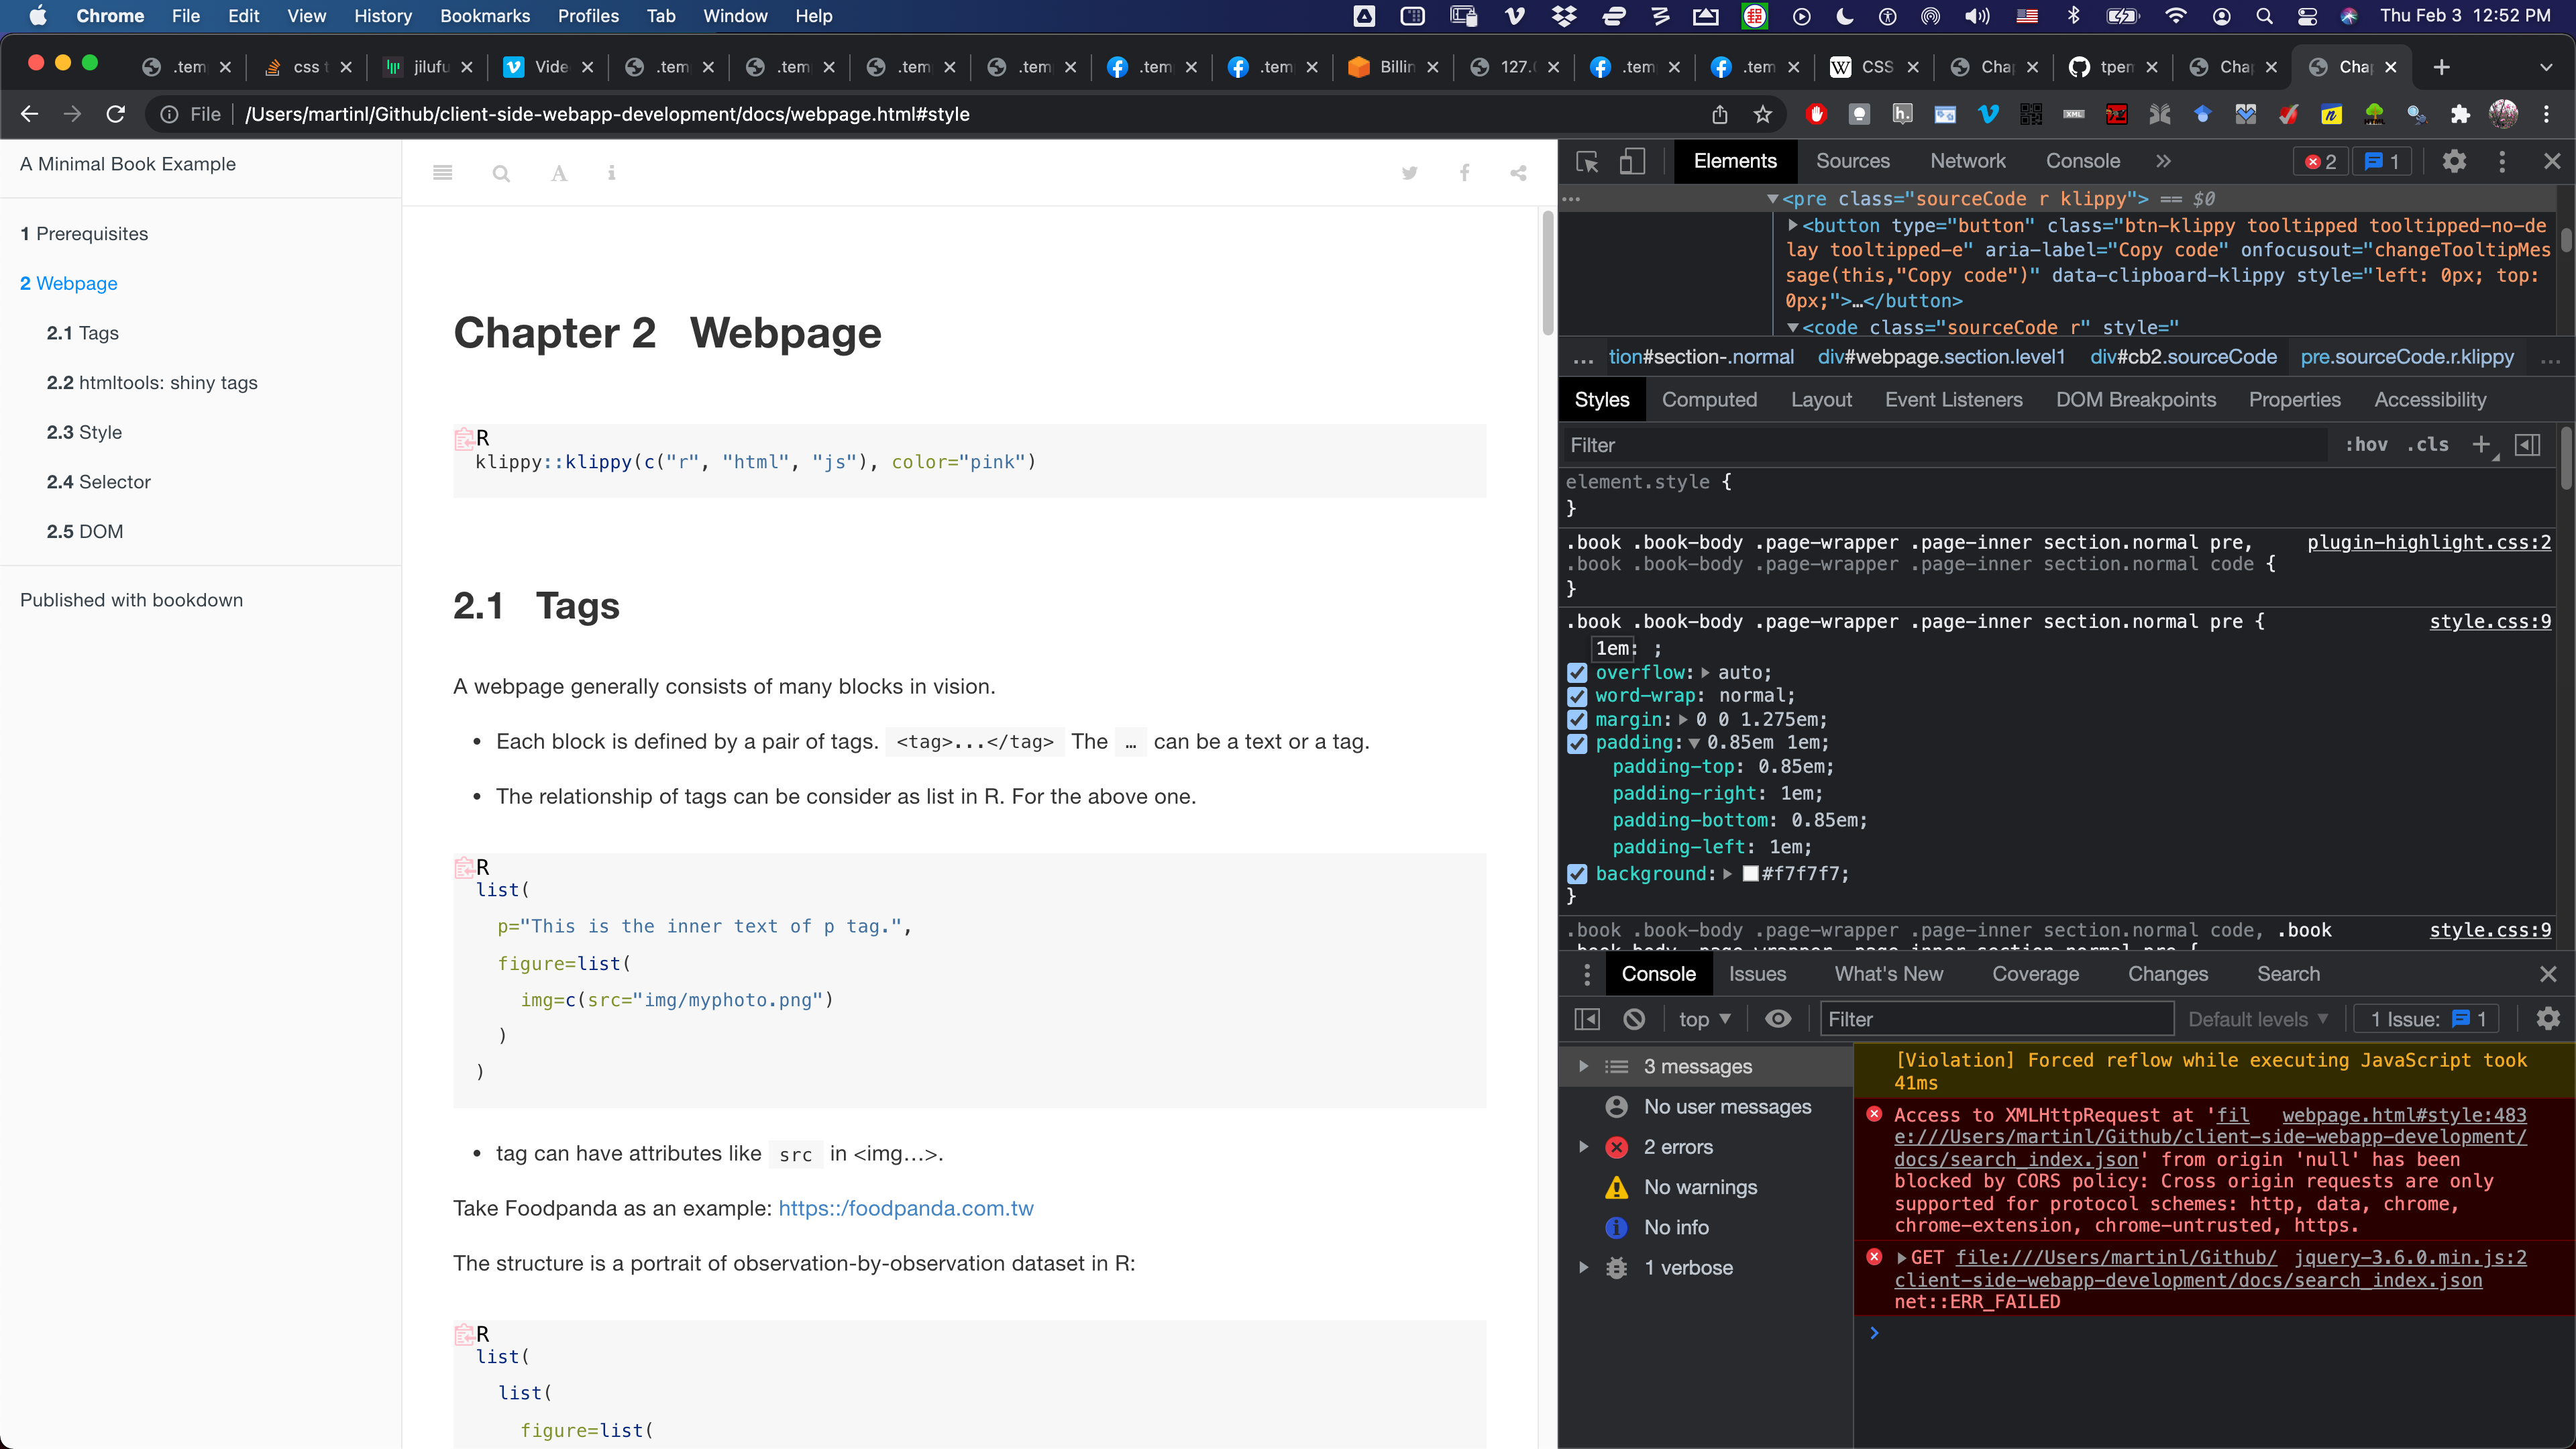 Chrome File Edit View History Bookmarks Profiles Tab Window Help Thu Feb 3 12:52 PM
.tem css t jilufu Vide .tem .tem .tem .tem .tem .tem Billin 127. .tem .tem CSS Cha tpem Cha Cha
File /Users/martinl/Github/client-side-webapp-development/docs/webpage.html#style
A Minimal Book Example
1 Prerequisites
2 Webpage
2.1 Tags
2.2 htmltools: shiny tags
2.3 Style
2.4 Selector
2.5 DOM
Published with bookdown
Chapter 2 Webpage
R
klippy::klippy(c("r", "html", "js"), color="pink")
2.1 Tags
A webpage generally consists of many blocks in vision.
• Each block is defined by a pair of tags. <tag>...</tag> The … can be a text or a tag.
• The relationship of tags can be consider as list in R. For the above one.
R
list(
p="This is the inner text of p tag.",
figure=list(
img=c(src="img/myphoto.png")
)
)
• tag can have attributes like src in <img…>.
Take Foodpanda as an example: https::/foodpanda.com.tw
The structure is a portrait of observation-by-observation dataset in R:
R
list(
list(
figure=list(
Elements Sources Network Console » 2 1
<pre class="sourceCode r klippy"> == $0
<button type="button" class="btn-klippy tooltipped tooltipped-no-de
lay tooltipped-e" aria-label="Copy code" onfocusout="changeTooltipMes
sage(this,"Copy code")" data-clipboard-klippy style="left: 0px; top:
0px;">…</button>
<code class="sourceCode r" style="
… tion#section-.normal div#webpage.section.level1 div#cb2.sourceCode pre.sourceCode.r.klippy …
Styles Computed Layout Event Listeners DOM Breakpoints Properties Accessibility
Filter :hov .cls +
element.style {
}
.book .book-body .page-wrapper .page-inner section.normal pre, plugin-highlight.css:2
.book .book-body .page-wrapper .page-inner section.normal code {
}
.book .book-body .page-wrapper .page-inner section.normal pre { style.css:9
1em: ;
overflow: auto;
word-wrap: normal;
margin: 0 0 1.275em;
padding: 0.85em 1em;
padding-top: 0.85em;
padding-right: 1em;
padding-bottom: 0.85em;
padding-left: 1em;
background: #f7f7f7;
}
.book .book-body .page-wrapper .page-inner section.normal code, .book style.css:9
.book-body .page-wrapper .page-inner section.normal pre {
Console Issues What's New Coverage Changes Search
top Filter Default levels 1 Issue: 1
3 messages
No user messages
2 errors
No warnings
No info
1 verbose
[Violation] Forced reflow while executing JavaScript took
41ms
Access to XMLHttpRequest at 'fil webpage.html#style:483
e:///Users/martinl/Github/client-side-webapp-development/
docs/search_index.json' from origin 'null' has been
blocked by CORS policy: Cross origin requests are only
supported for protocol schemes: http, data, chrome,
chrome-extension, chrome-untrusted, https.
GET file:///Users/martinl/Github/ jquery-3.6.0.min.js:2
client-side-webapp-development/docs/search_index.json
net::ERR_FAILED